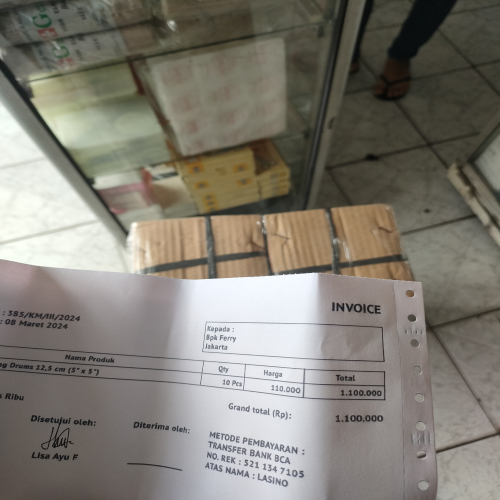 INVOICE
: 385/KM/III/2024
: 08 Maret 2024
Kapada :
Bpk Ferry
Jakarta
Nama Produk
Qty
Harga
Total
ng Drums 12,5 cm (5" x 5")
10 Pcs
110.000
1.100.000
Ribu
Grand total (Rp):
1.100.000
Disetujui oleh:
Diterima oleh:
METODE PEMBAYARAN :
TRANSFER BANK BCA
NO. REK : 521 134 7105
ATAS NAMA : LASINO
Lisa Ayu F